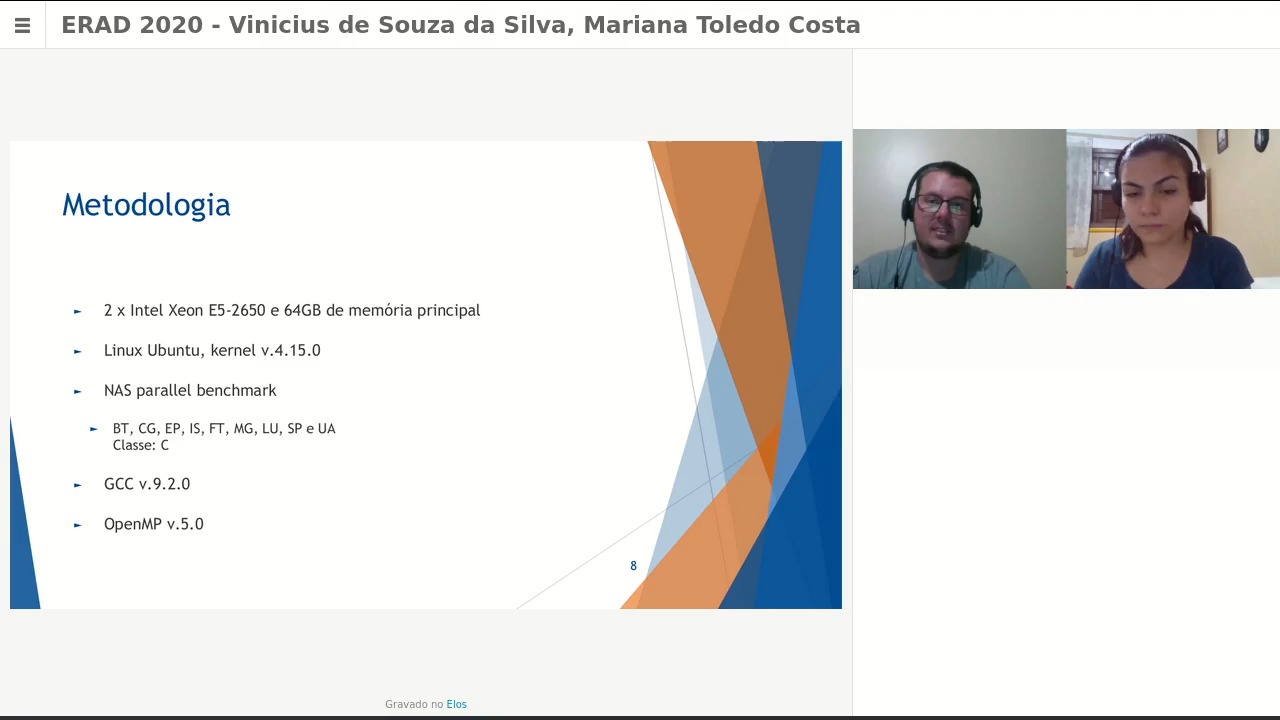 ERAD 2020 - Vinicius de Souza da Silva, Mariana Toledo Costa
Metodologia
2 x Intel Xeon E5-2650 e 64GB de memória principal
Linux Ubuntu, kernel v.4.15.0
NAS parallel benchmark
BT, CG, EP, IS, FT, MG, LU, SP e UA
Classe: C
GCC v.9.2.0
OpenMP v.5.0
8
Gravado no Elos